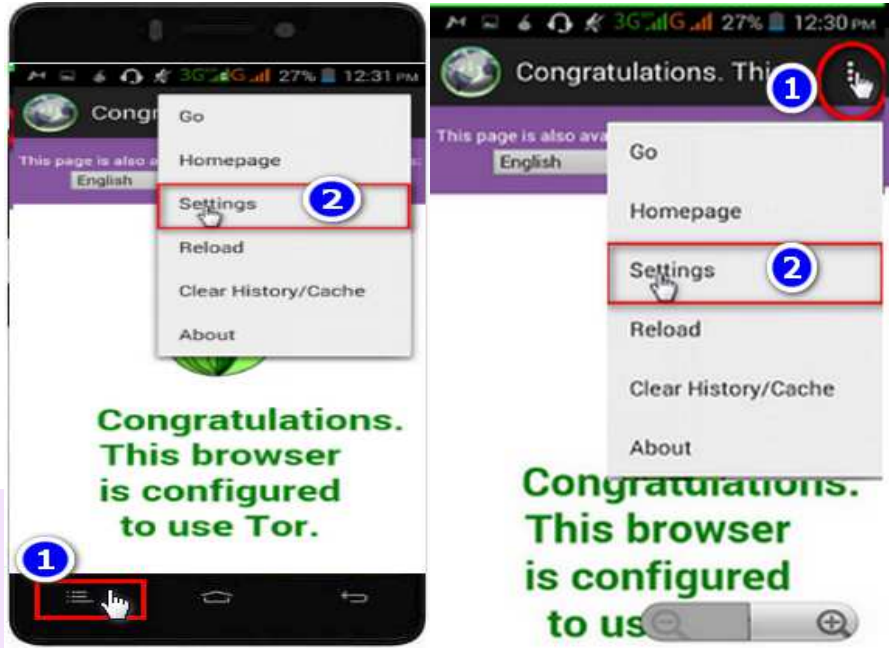 3G G 27% 12:31 PM
Congr
Go
This page is also a
s:
Homepage
English
Settings
2
Reload
Clear History/Cache
About
Congratulations.
This browser
is configured
to use Tor.
1
3G G 27% 12:30 PM
Congratulations. Thi
1
This page is also ava
English
Go
Homepage
Settings
2
Reload
Clear History/Cache
About
Congratulations.
This browser
is configured
to us